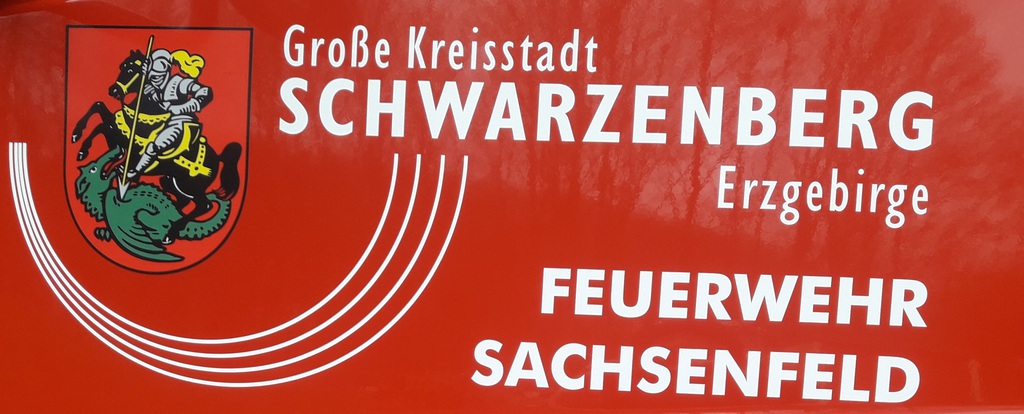 Große Kreisstadt
SCHWARZENBERG
Erzgebirge
FEUERWEHR
SACHSENFELD